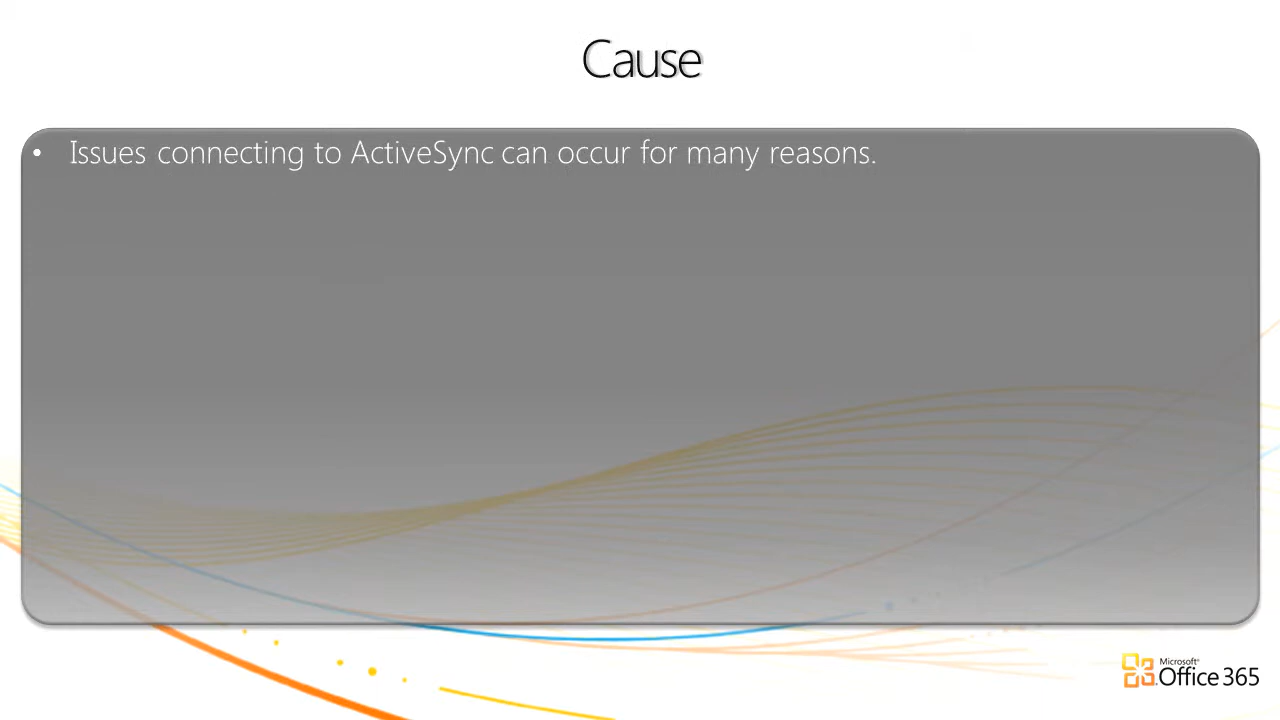 Cause
• Issues connecting to ActiveSync can occur for many reasons.
Microsoft®
Office 365